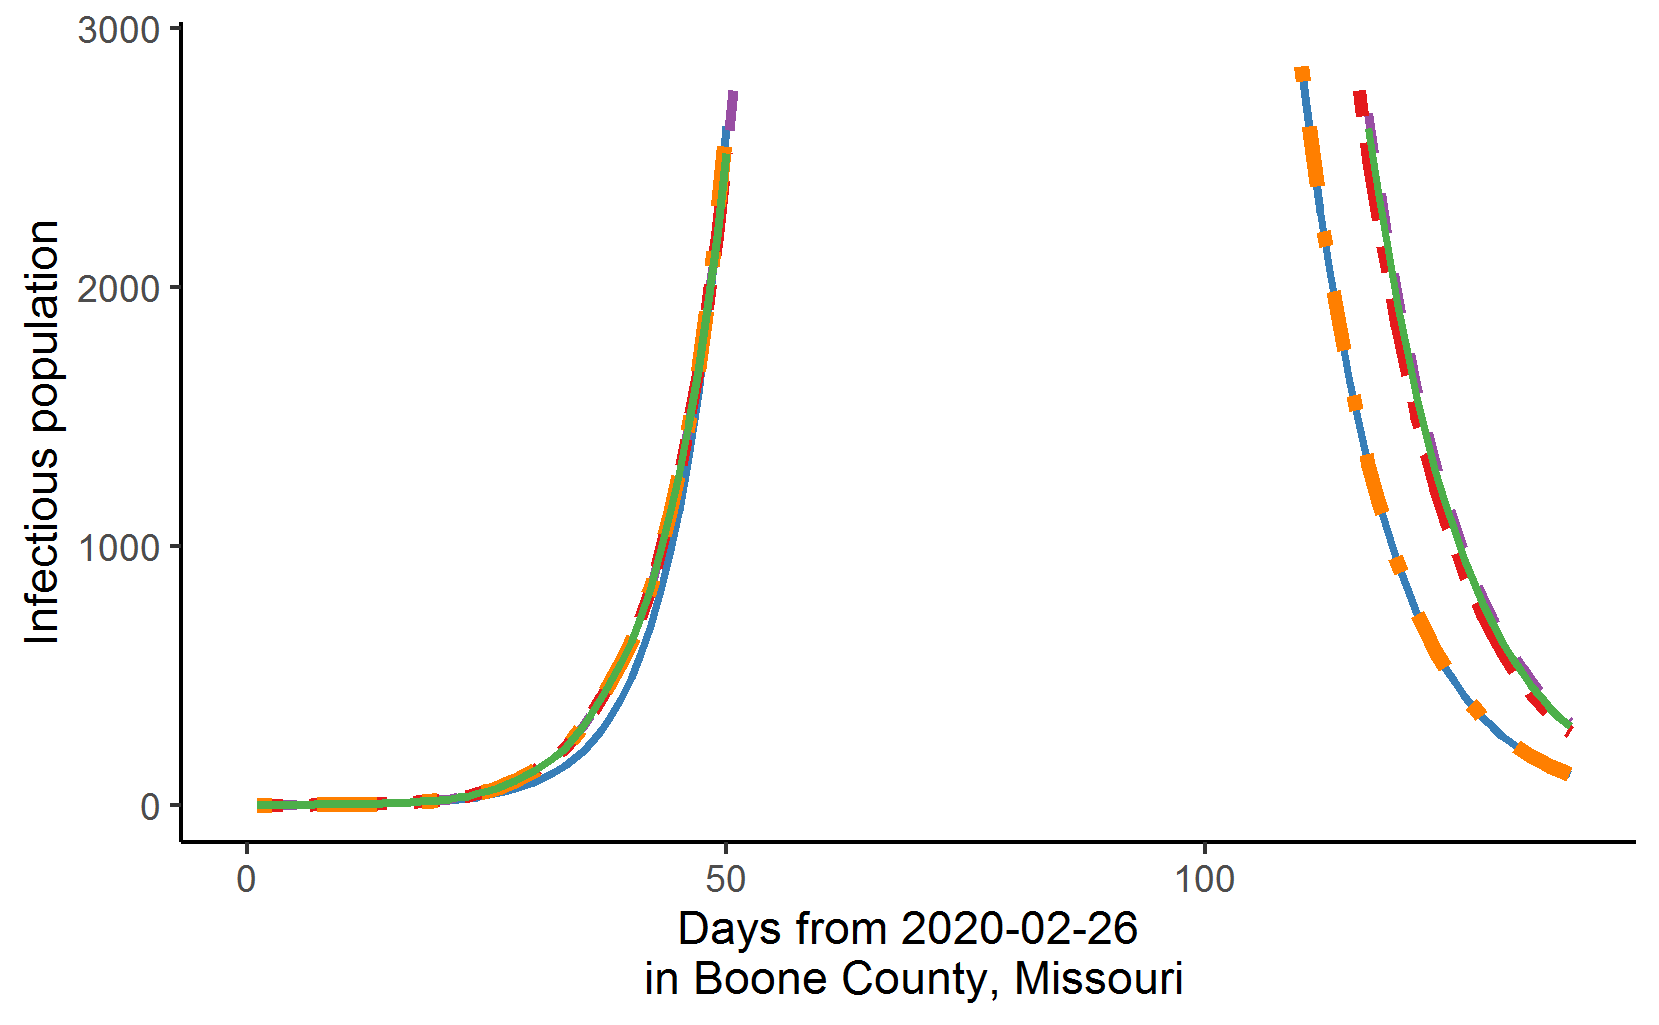 3000
2000
1000
0
Infectious population
0 50 100
Days from 2020-02-26
in Boone County, Missouri